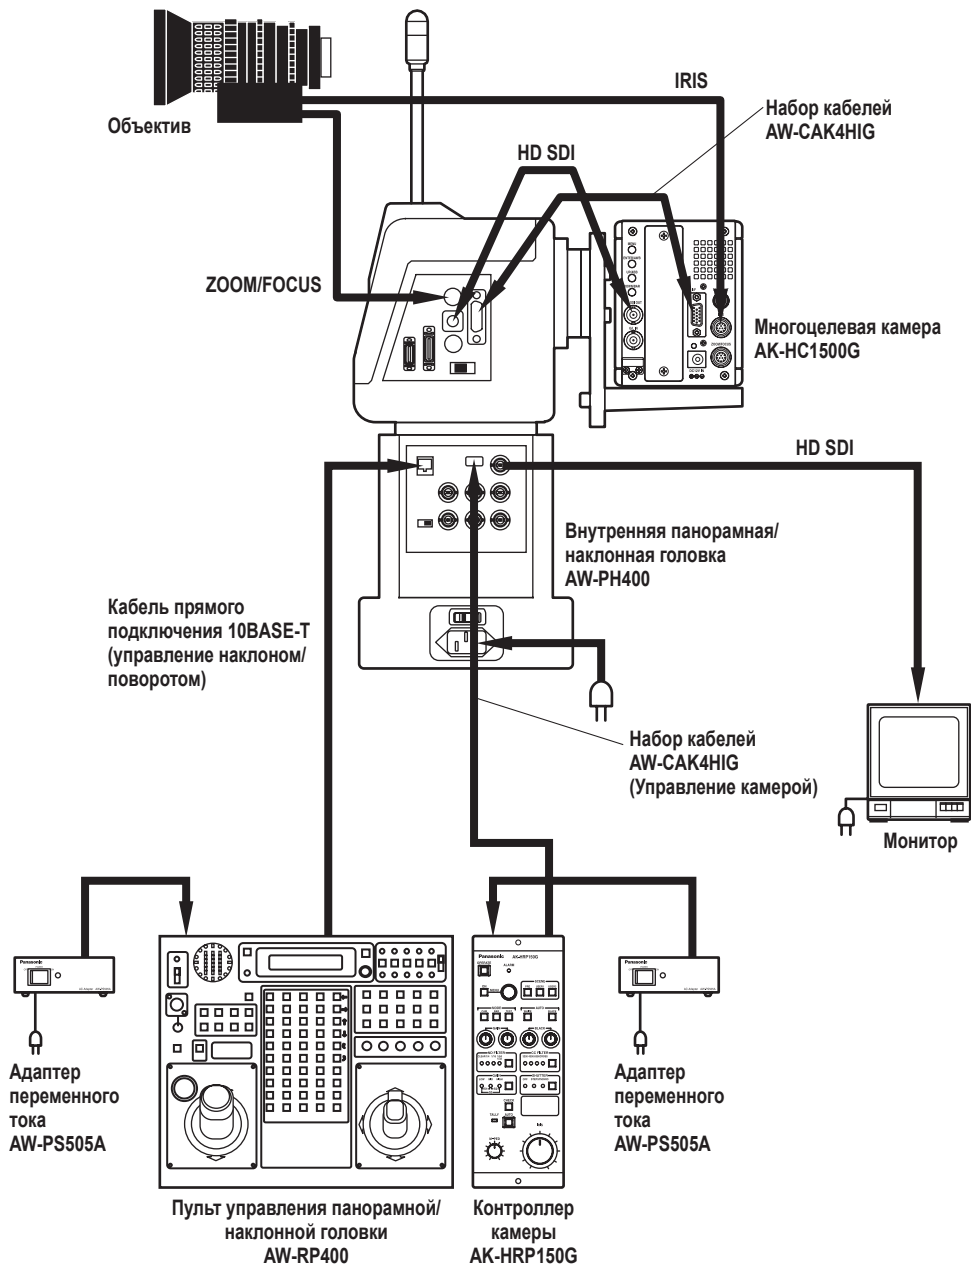 IRIS
Объектив
Набор кабелей
AW-CAK4HIG
HD SDI
ZOOM/FOCUS
Многоцелевая камера
AK-HC1500G
HD SDI
Внутренняя панорамная/
наклонная головка
AW-PH400
Кабель прямого
подключения 10BASE-T
(управление наклоном/
поворотом)
Набор кабелей
AW-CAK4HIG
(Управление камерой)
Монитор
Panasonic
Panasonic AK-HRP150G
ALARM
Panasonic
Адаптер
переменного
тока
AW-PS505A
Адаптер
переменного
тока
AW-PS505A
Пульт управления панорамной/
наклонной головки
AW-RP400
Контроллер
камеры
AK-HRP150G